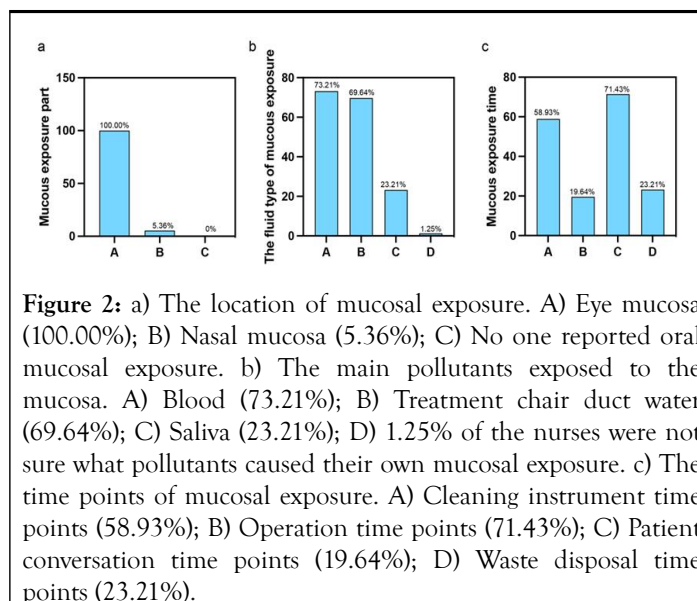 a
b
c
Mucous exposure part
150
100
50
0
100.00%
5.36%
0%
A B C
The fluid type of mucous exposure
80
60
40
20
0
73.21%
69.64%
23.21%
1.25%
A B C D
Mucous exposure time
80
60
40
20
0
58.93%
19.64%
71.43%
23.21%
A B C D
Figure 2: a) The location of mucosal exposure. A) Eye mucosa
(100.00%); B) Nasal mucosa (5.36%); C) No one reported oral
mucosal exposure. b) The main pollutants exposed to the
mucosa. A) Blood (73.21%); B) Treatment chair duct water
(69.64%); C) Saliva (23.21%); D) 1.25% of the nurses were not
sure what pollutants caused their own mucosal exposure. c) The
time points of mucosal exposure. A) Cleaning instrument time
points (58.93%); B) Operation time points (71.43%); C) Patient
conversation time points (19.64%); D) Waste disposal time
points (23.21%).